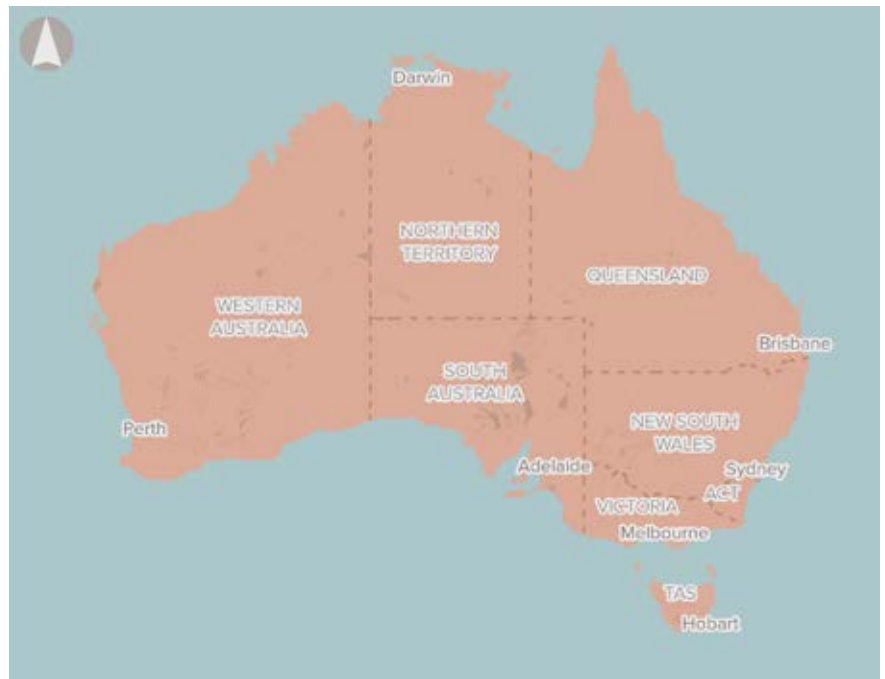 Darwin
NORTHERN
TERRITORY
QUEENSLAND
WESTERN
AUSTRALIA
Brisbane
SOUTH
AUSTRALIA
NEW SOUTH
WALES
Perth
Adelaide
Sydney
ACT
VICTORIA
Melbourne
TAS
Hobart